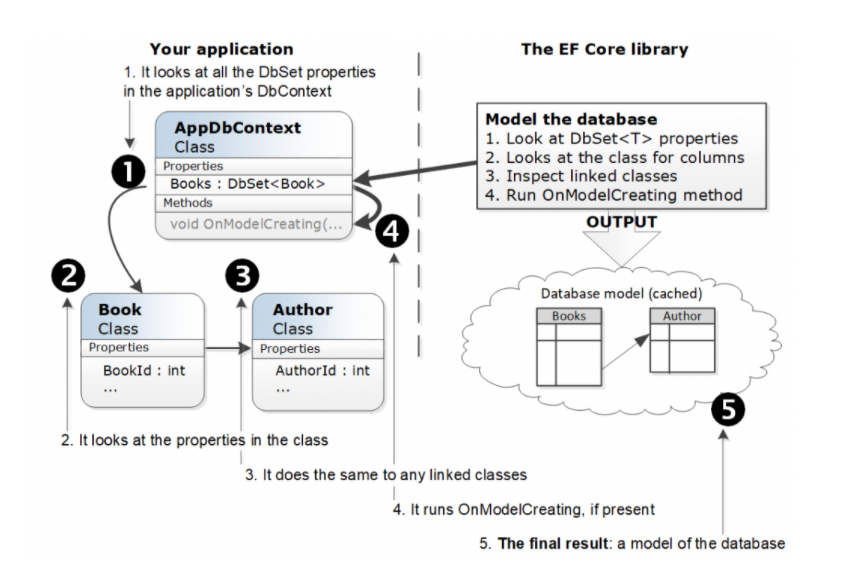 Your application
The EF Core library
1. It looks at all the DbSet properties
in the application's DbContext
AppDbContext
Class
Properties
Books : DbSet<Book>
Methods
void OnModelCreating(...
1
4
Model the database
1. Look at DbSet<T> properties
2. Looks at the class for columns
3. Inspect linked classes
4. Run OnModelCreating method
OUTPUT
2
Book
Class
Properties
BookId : int
...
3
Author
Class
Properties
AuthorId : int
...
Database model (cached)
Books
Author
5
2. It looks at the properties in the class
3. It does the same to any linked classes
4. It runs OnModelCreating, if present
5. The final result: a model of the database